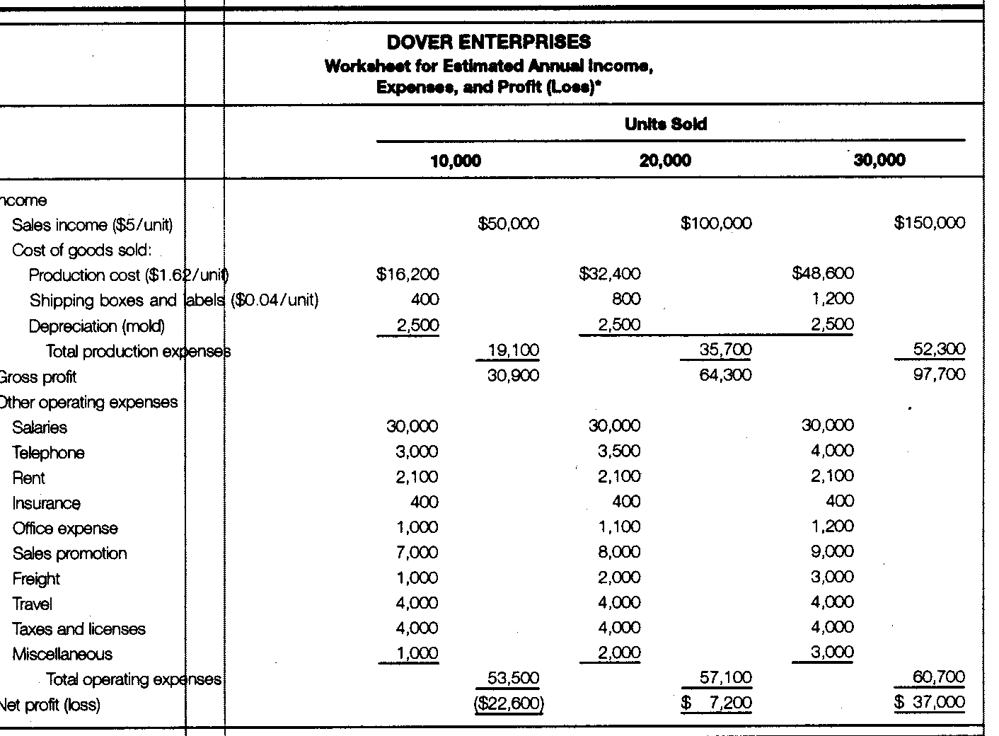 DOVER ENTERPRISES
Worksheet for Estimated Annual Income,
Expenses, and Profit (Loss)*
Units Sold
10,000 20,000 30,000
ncome
Sales income ($5/unit) $50,000 $100,000 $150,000
Cost of goods sold:
Production cost ($1.62/unit) $16,200 $32,400 $48,600
Shipping boxes and labels ($0.04/unit) 400 800 1,200
Depreciation (mold) 2,500 2,500 2,500
Total production expenses 19,100 35,700 52,300
Gross profit 30,900 64,300 97,700
Other operating expenses
Salaries 30,000 30,000 30,000
Telephone 3,000 3,500 4,000
Rent 2,100 2,100 2,100
Insurance 400 400 400
Office expense 1,000 1,100 1,200
Sales promotion 7,000 8,000 9,000
Freight 1,000 2,000 3,000
Travel 4,000 4,000 4,000
Taxes and licenses 4,000 4,000 4,000
Miscellaneous 1,000 2,000 3,000
Total operating expenses 53,500 57,100 60,700
Net profit (loss) ($22,600) $ 7,200 $ 37,000